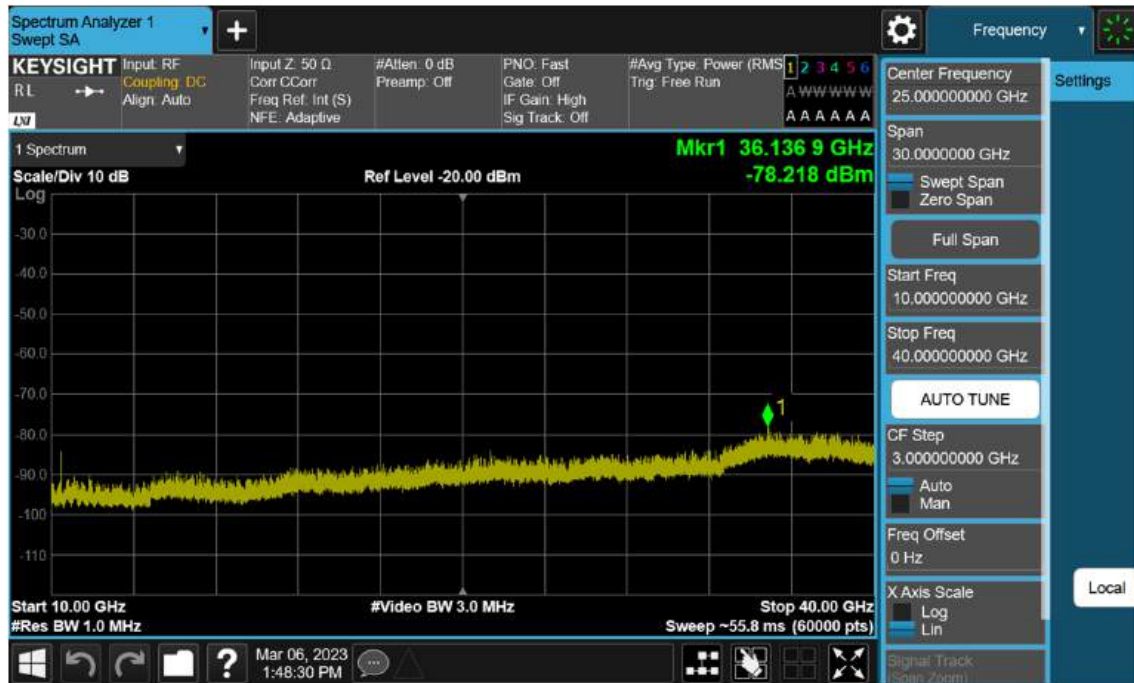 Spectrum Analyzer 1
Swept SA
+
Frequency
KEYSIGHT
RL
LXI
Input: RF
Coupling: DC
Align: Auto
Input Z: 50 Ω
Corr CCorr
Freq Ref: Int (S)
NFE: Adaptive
#Atten: 0 dB
Preamp: Off
PNO: Fast
Gate: Off
IF Gain: High
Sig Track: Off
#Avg Type: Power (RMS
Trig: Free Run
1 2 3 4 5 6
A W W W W W
A A A A A A
1 Spectrum
Scale/Div 10 dB
Ref Level -20.00 dBm
Mkr1 36.136 9 GHz
-78.218 dBm
Log
-30.0
-40.0
-50.0
-60.0
-70.0
-80.0
-90.0
-100
-110
1
Start 10.00 GHz
#Video BW 3.0 MHz
Stop 40.00 GHz
#Res BW 1.0 MHz
Sweep ~55.8 ms (60000 pts)
Center Frequency
25.000000000 GHz
Settings
Span
30.0000000 GHz
Swept Span
Zero Span
Full Span
Start Freq
10.000000000 GHz
Stop Freq
40.000000000 GHz
AUTO TUNE
CF Step
3.000000000 GHz
Auto
Man
Freq Offset
0 Hz
X Axis Scale
Log
Lin
Local
Signal Track
(Span Zoom)
?
Mar 06, 2023
1:48:30 PM